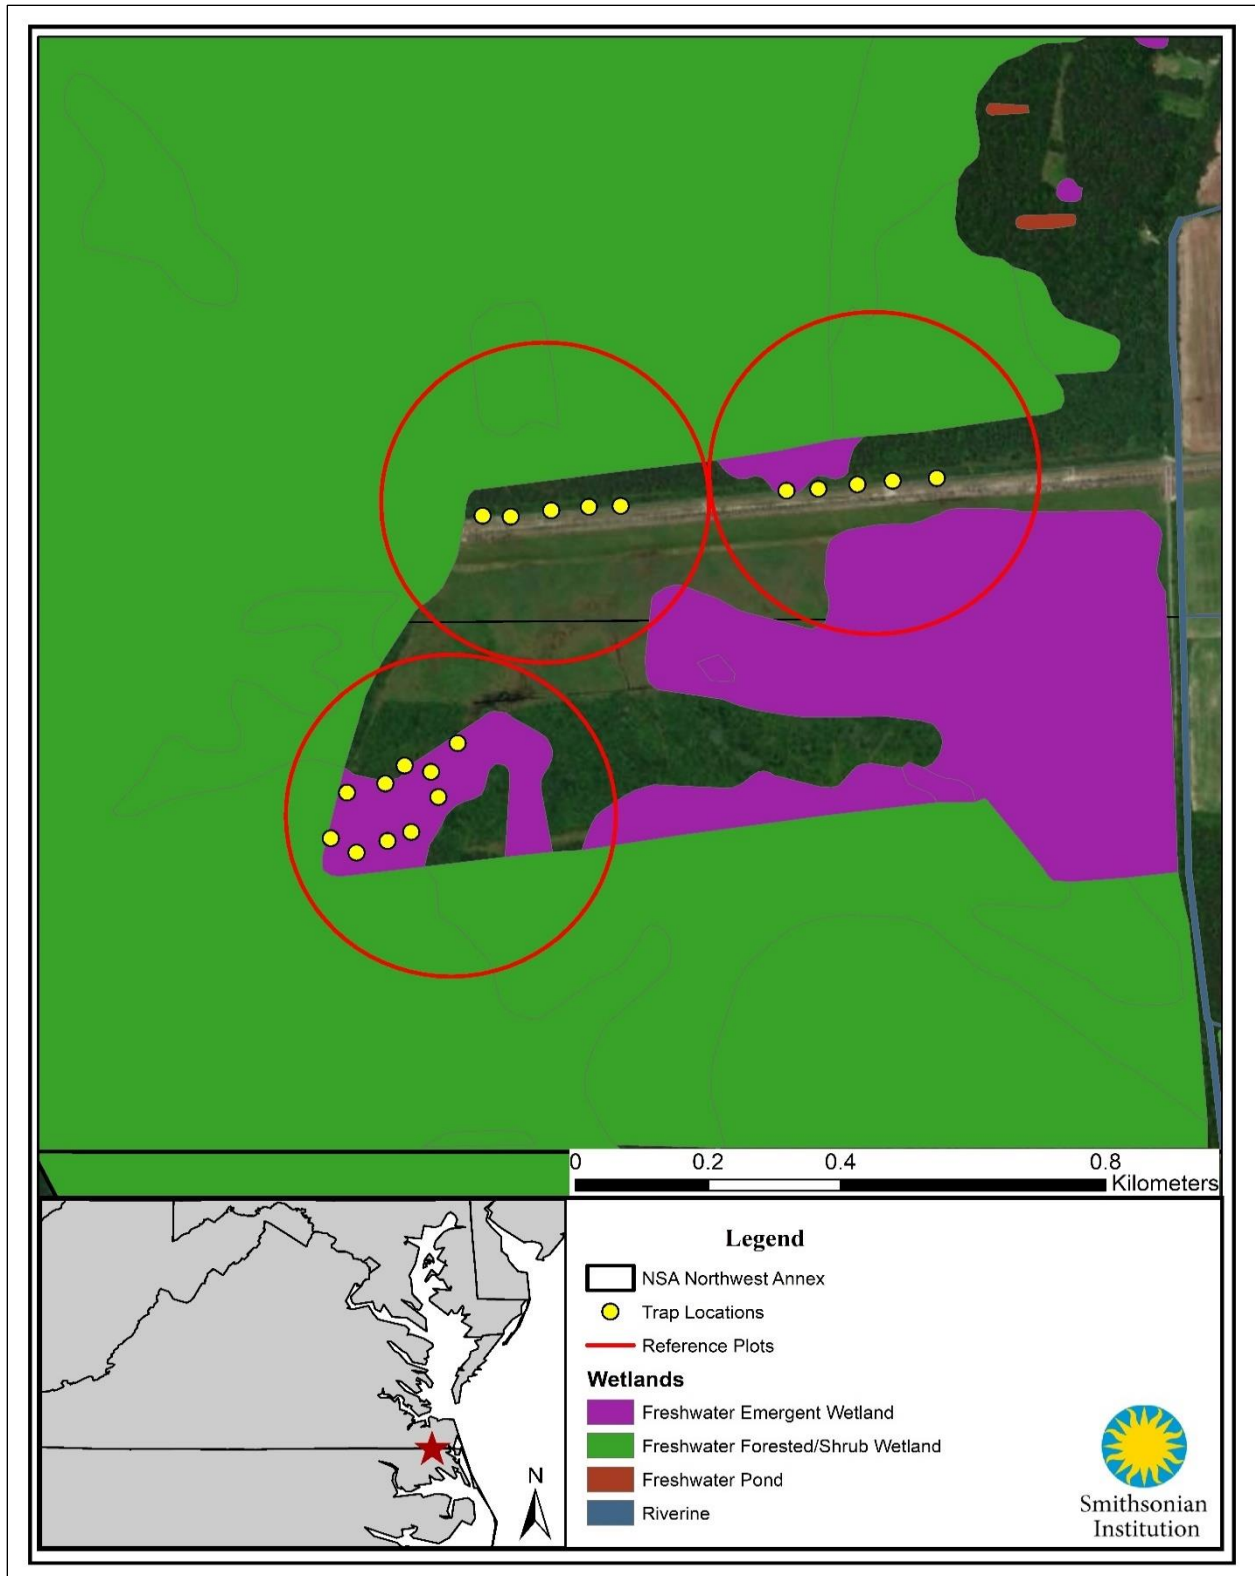 0 0.2 0.4 0.8
Kilometers
N
Legend
NSA Northwest Annex
Trap Locations
Reference Plots
Wetlands
Freshwater Emergent Wetland
Freshwater Forested/Shrub Wetland
Freshwater Pond
Riverine
Smithsonian
Institution